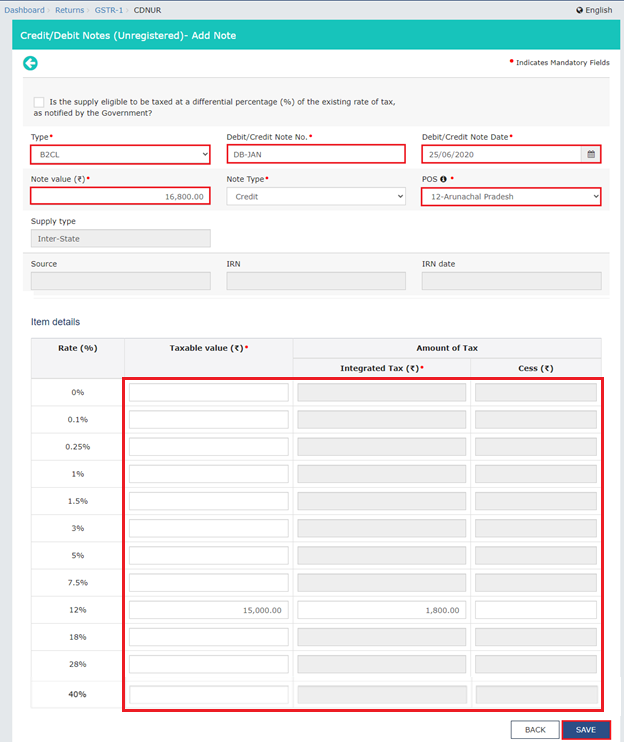 Dashboard › Returns › GSTR-1 › CDNUR English
Credit/Debit Notes (Unregistered)- Add Note
* Indicates Mandatory Fields
Is the supply eligible to be taxed at a differential percentage (%) of the existing rate of tax,
as notified by the Government?
Type* Debit/Credit Note No.* Debit/Credit Note Date*
B2CL DB-JAN 25/06/2020
Note value (₹)* Note Type* POS *
16,800.00 Credit 12-Arunachal Pradesh
Supply type
Inter-State
Source IRN IRN date
Item details
Rate (%) Taxable value (₹)* Amount of Tax
Integrated Tax (₹)* Cess (₹)
0%
0.1%
0.25%
1%
1.5%
3%
5%
7.5%
12% 15,000.00 1,800.00
18%
28%
40%
BACK SAVE